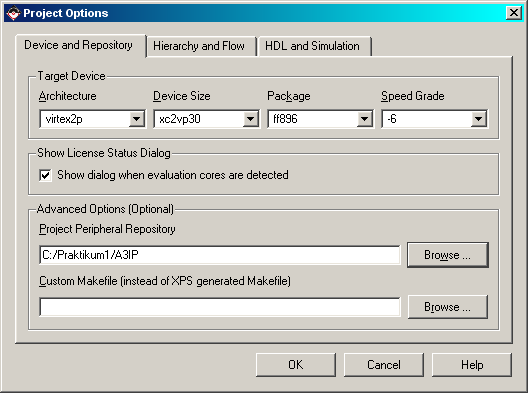 Project Options
Device and Repository Hierarchy and Flow HDL and Simulation
Target Device
Architecture Device Size Package Speed Grade
virtex2p xc2vp30 ff896 -6
Show License Status Dialog
Show dialog when evaluation cores are detected
Advanced Options (Optional)
Project Peripheral Repository
C:/Praktikum1/A3IP Browse ...
Custom Makefile (instead of XPS generated Makefile)
Browse ...
OK Cancel Help